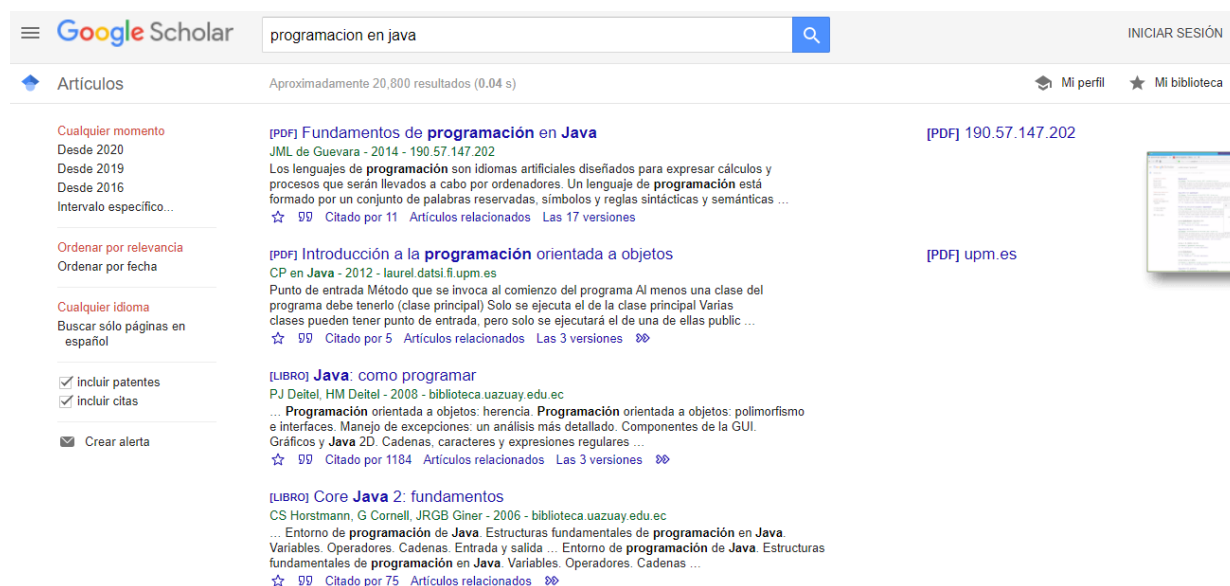 Google Scholar
programacion en java
INICIAR SESIÓN
Artículos
Aproximadamente 20,800 resultados (0.04 s)
Mi perfil
Mi biblioteca
Cualquier momento
Desde 2020
Desde 2019
Desde 2016
Intervalo específico...
Ordenar por relevancia
Ordenar por fecha
Cualquier idioma
Buscar sólo páginas en
español
incluir patentes
incluir citas
Crear alerta
[PDF] Fundamentos de programación en Java
JML de Guevara - 2014 - 190.57.147.202
Los lenguajes de programación son idiomas artificiales diseñados para expresar cálculos y
procesos que serán llevados a cabo por ordenadores. Un lenguaje de programación está
formado por un conjunto de palabras reservadas, símbolos y reglas sintácticas y semánticas ...
Citado por 11 Artículos relacionados Las 17 versiones
[PDF] 190.57.147.202
[PDF] Introducción a la programación orientada a objetos
CP en Java - 2012 - laurel.datsi.fi.upm.es
Punto de entrada Método que se invoca al comienzo del programa Al menos una clase del
programa debe tenerlo (clase principal) Solo se ejecuta el de la clase principal Varias
clases pueden tener punto de entrada, pero solo se ejecutará el de una de ellas public ...
Citado por 5 Artículos relacionados Las 3 versiones
[PDF] upm.es
[LIBRO] Java: como programar
PJ Deitel, HM Deitel - 2008 - biblioteca.uazuay.edu.ec
... Programación orientada a objetos: herencia. Programación orientada a objetos: polimorfismo
e interfaces. Manejo de excepciones: un análisis más detallado. Componentes de la GUI.
Gráficos y Java 2D. Cadenas, caracteres y expresiones regulares ...
Citado por 1184 Artículos relacionados Las 3 versiones
[LIBRO] Core Java 2: fundamentos
CS Horstmann, G Cornell, JRGB Giner - 2006 - biblioteca.uazuay.edu.ec
... Entorno de programación de Java. Estructuras fundamentales de programación en Java.
Variables. Operadores. Cadenas. Entrada y salida ... Entorno de programación de Java. Estructuras
fundamentales de programación en Java. Variables. Operadores. Cadenas ...
Citado por 75 Artículos relacionados